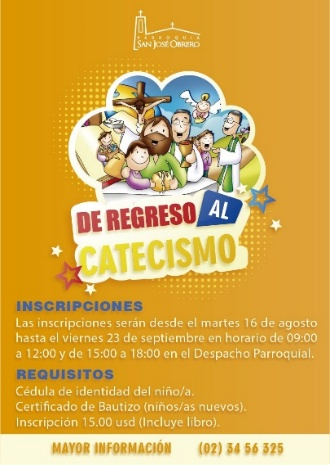 PARROQUIA
SAN JOSÉ OBRERO
DE REGRESO AL
CATECISMO
INSCRIPCIONES
Las inscripciones serán desde el martes 16 de agosto
hasta el viernes 23 de septiembre en horario de 09:00
a 12:00 y de 15:00 a 18:00 en el Despacho Parroquial.
REQUISITOS
Cédula de identidad del niño/a.
Certificado de Bautizo (niños/as nuevos).
Inscripción 15.00 usd (Incluye libro).
MAYOR INFORMACIÓN (02) 34 56 325